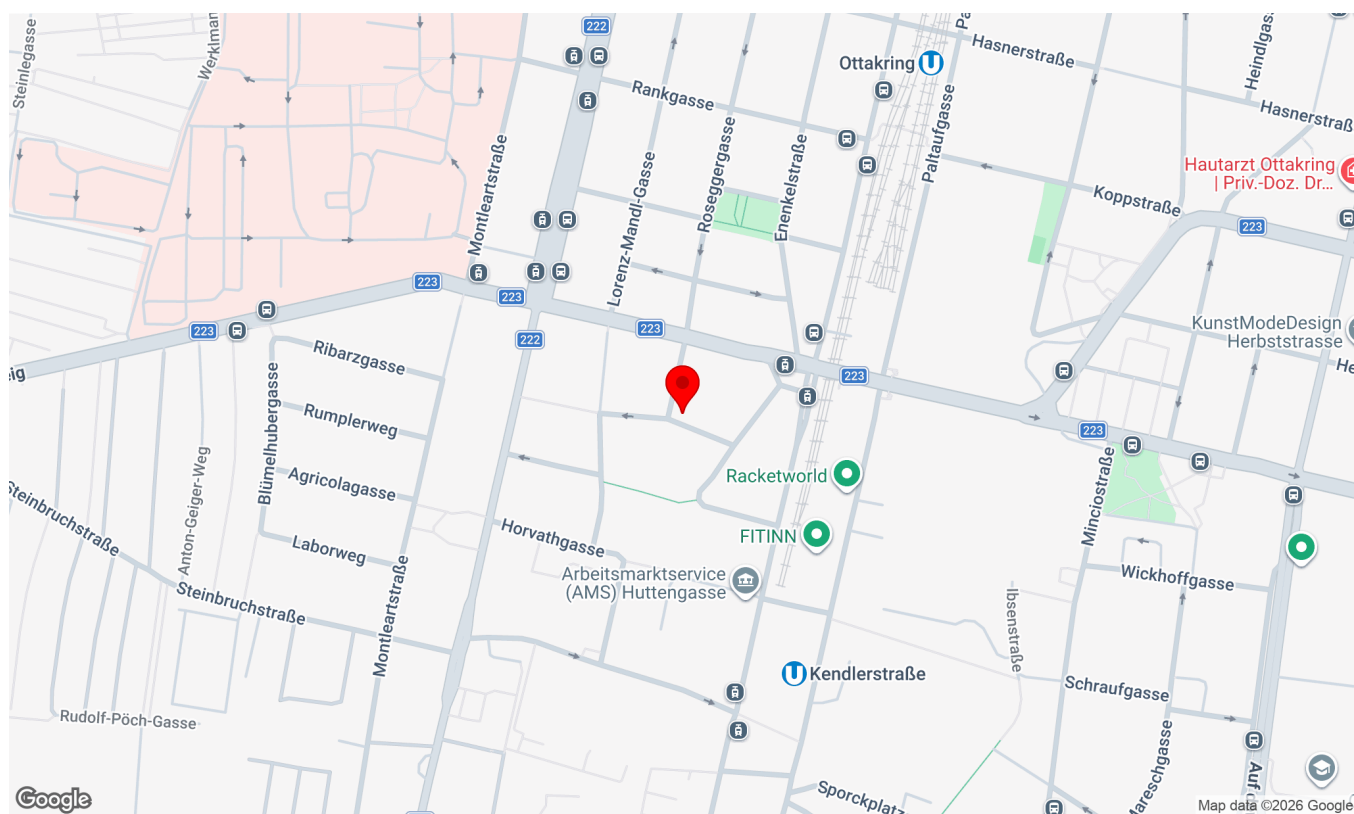 222
Steinlegasse
Hasnerstraße
Ottakring
Heindlgasse
Rankgasse
Paltaufgasse
Montleartstraße
Lorenz-Mandl-Gasse
Roseggergasse
Enenkelstraße
Hautarzt Ottakring
| Priv.-Doz. Dr...
Koppstraße
223
223
223
223
KunstModeDesign
Herbststrasse
223
222
Ribarzgasse
223
223
Blümelhubergasse
Rumplerweg
Anton-Geiger-Weg
Agricolagasse
Racketworld
Minciostraße
Steinbruchstraße
Horvathgasse
FITINN
Laborweg
Arbeitsmarktservice
(AMS) Huttengasse
Wickhoffgasse
Steinbruchstraße
Montleartstraße
Ibsenstraße
Kendlerstraße
Schraufgasse
Rudolf-Pöch-Gasse
Mareschgasse
Sporckplatz
Google
Map data ©2026 Google